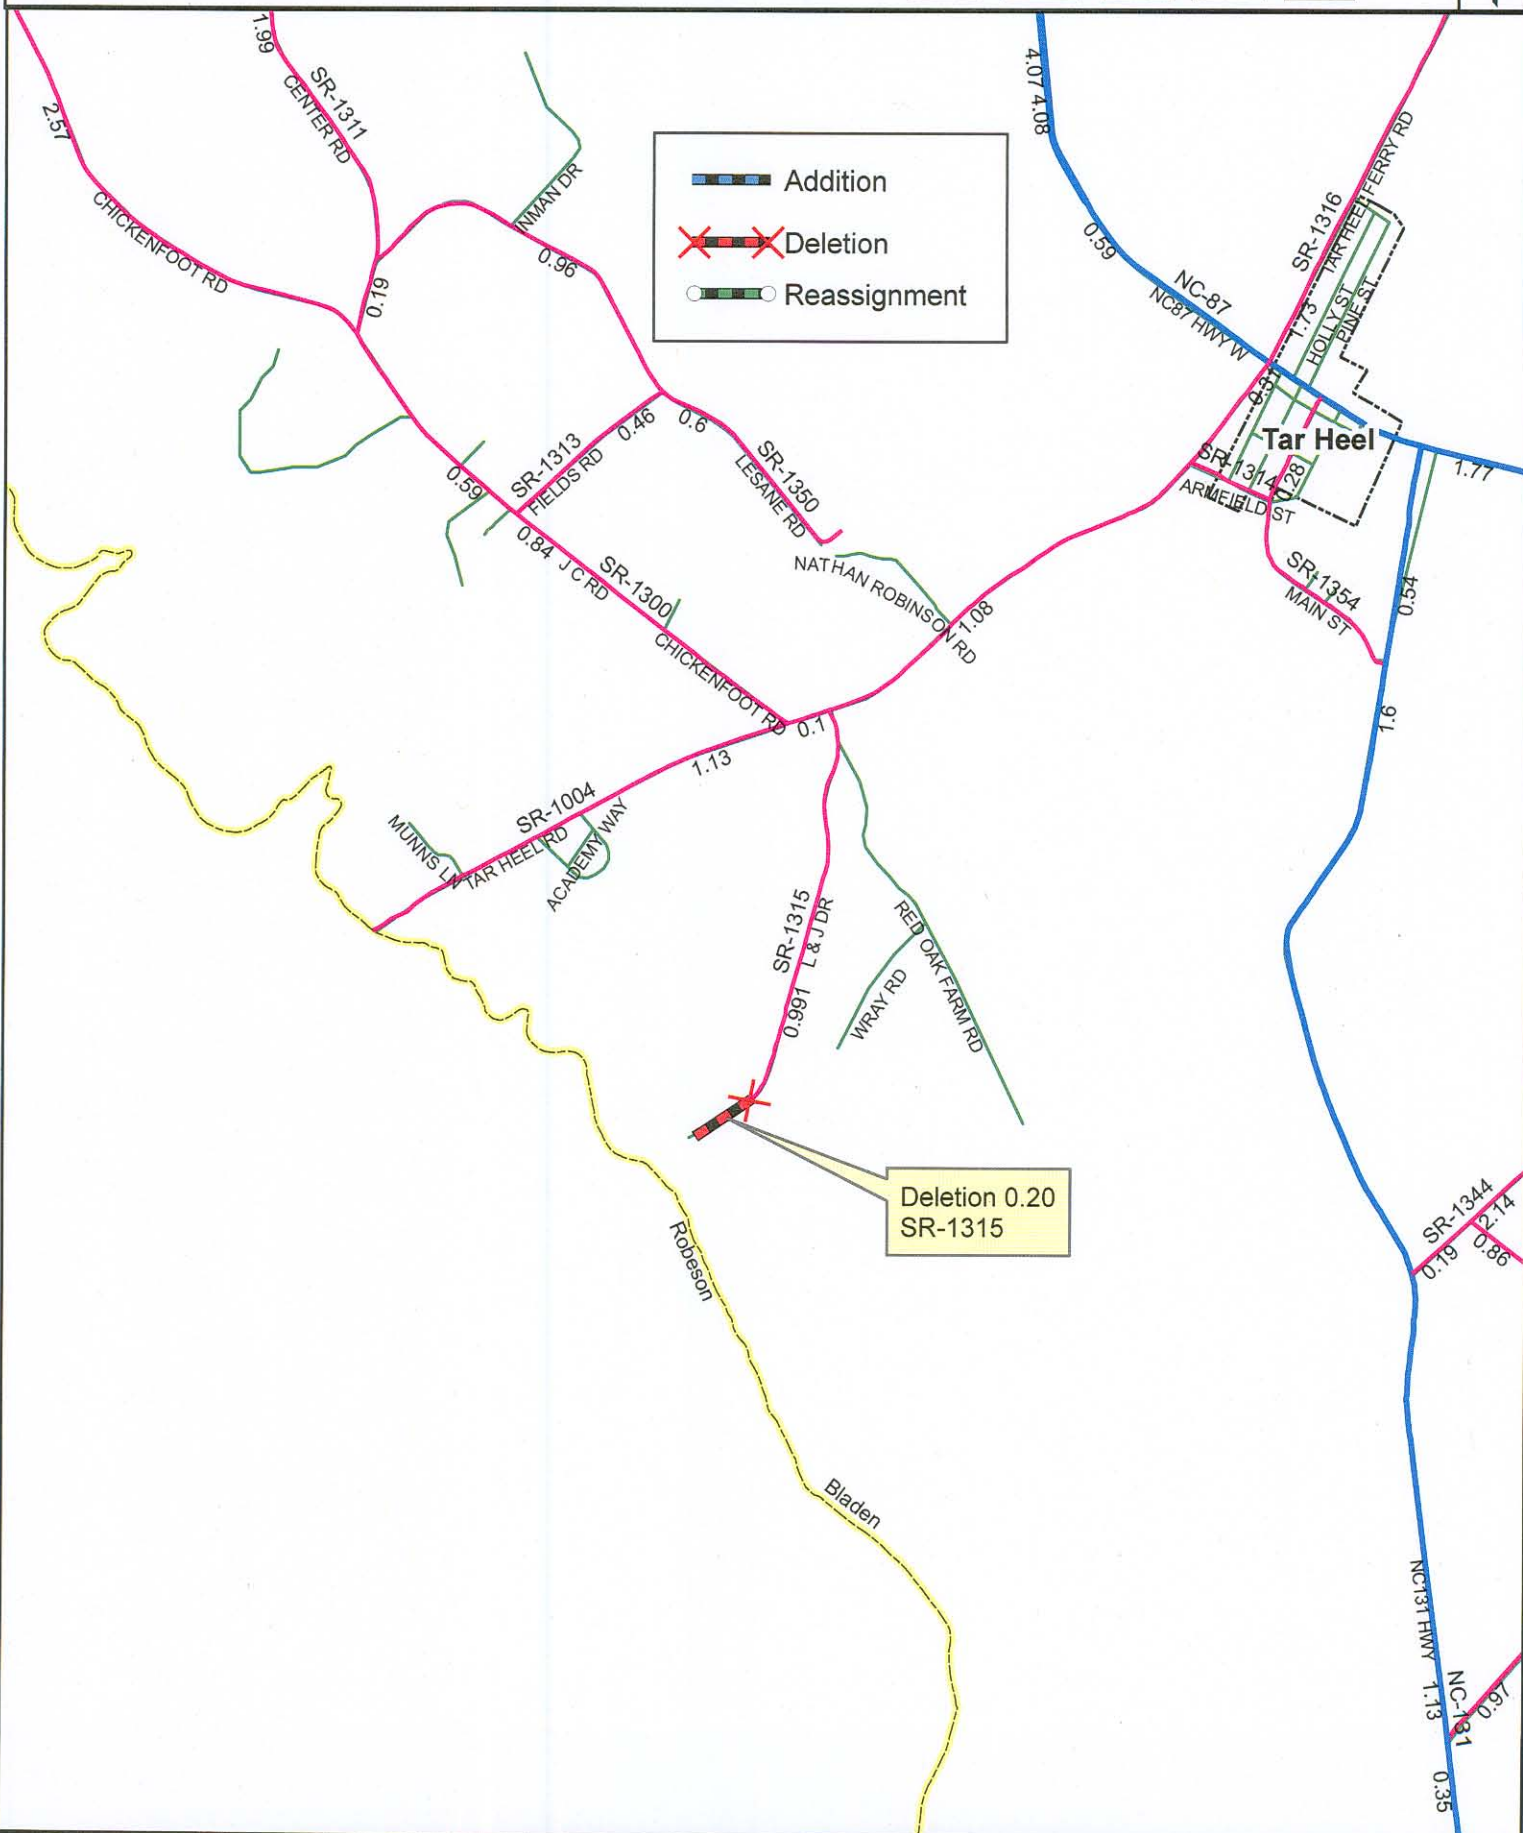 1.99
SR-1311
CENTER RD
2.57
CHICKENFOOT RD
0.19
INMAN DR
0.96
Addition
Deletion
Reassignment
4.07 4.08
0.59
NC-87
NC87 HWY W
SR-1316
TAR HEEL FERRY RD
1.73
HOLLY ST
PINE ST
0.31
Tar Heel
1.77
SR-1314
0.28
ARMFIELD ST
SR-1354
MAIN ST
0.54
1.6
0.59
SR-1313
FIELDS RD
0.46
0.6
SR-1350
LESANE RD
NATHAN ROBINSON RD
1.08
0.84
J C RD
SR-1300
CHICKENFOOT RD
0.1
1.13
SR-1004
TAR HEEL RD
MUNNS LN
ACADEMY WAY
SR-1315
L & J DR
0.991
RED OAK FARM RD
WRAY RD
Deletion 0.20
SR-1315
Robeson
Bladen
SR-1344
2.14
0.19
0.86
NC131 HWY
1.13
NC-131
0.97
0.35